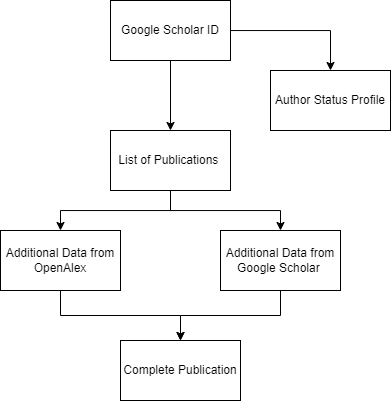 Google Scholar ID
Author Status Profile
List of Publications
Additional Data from
OpenAlex
Additional Data from
Google Scholar
Complete Publication